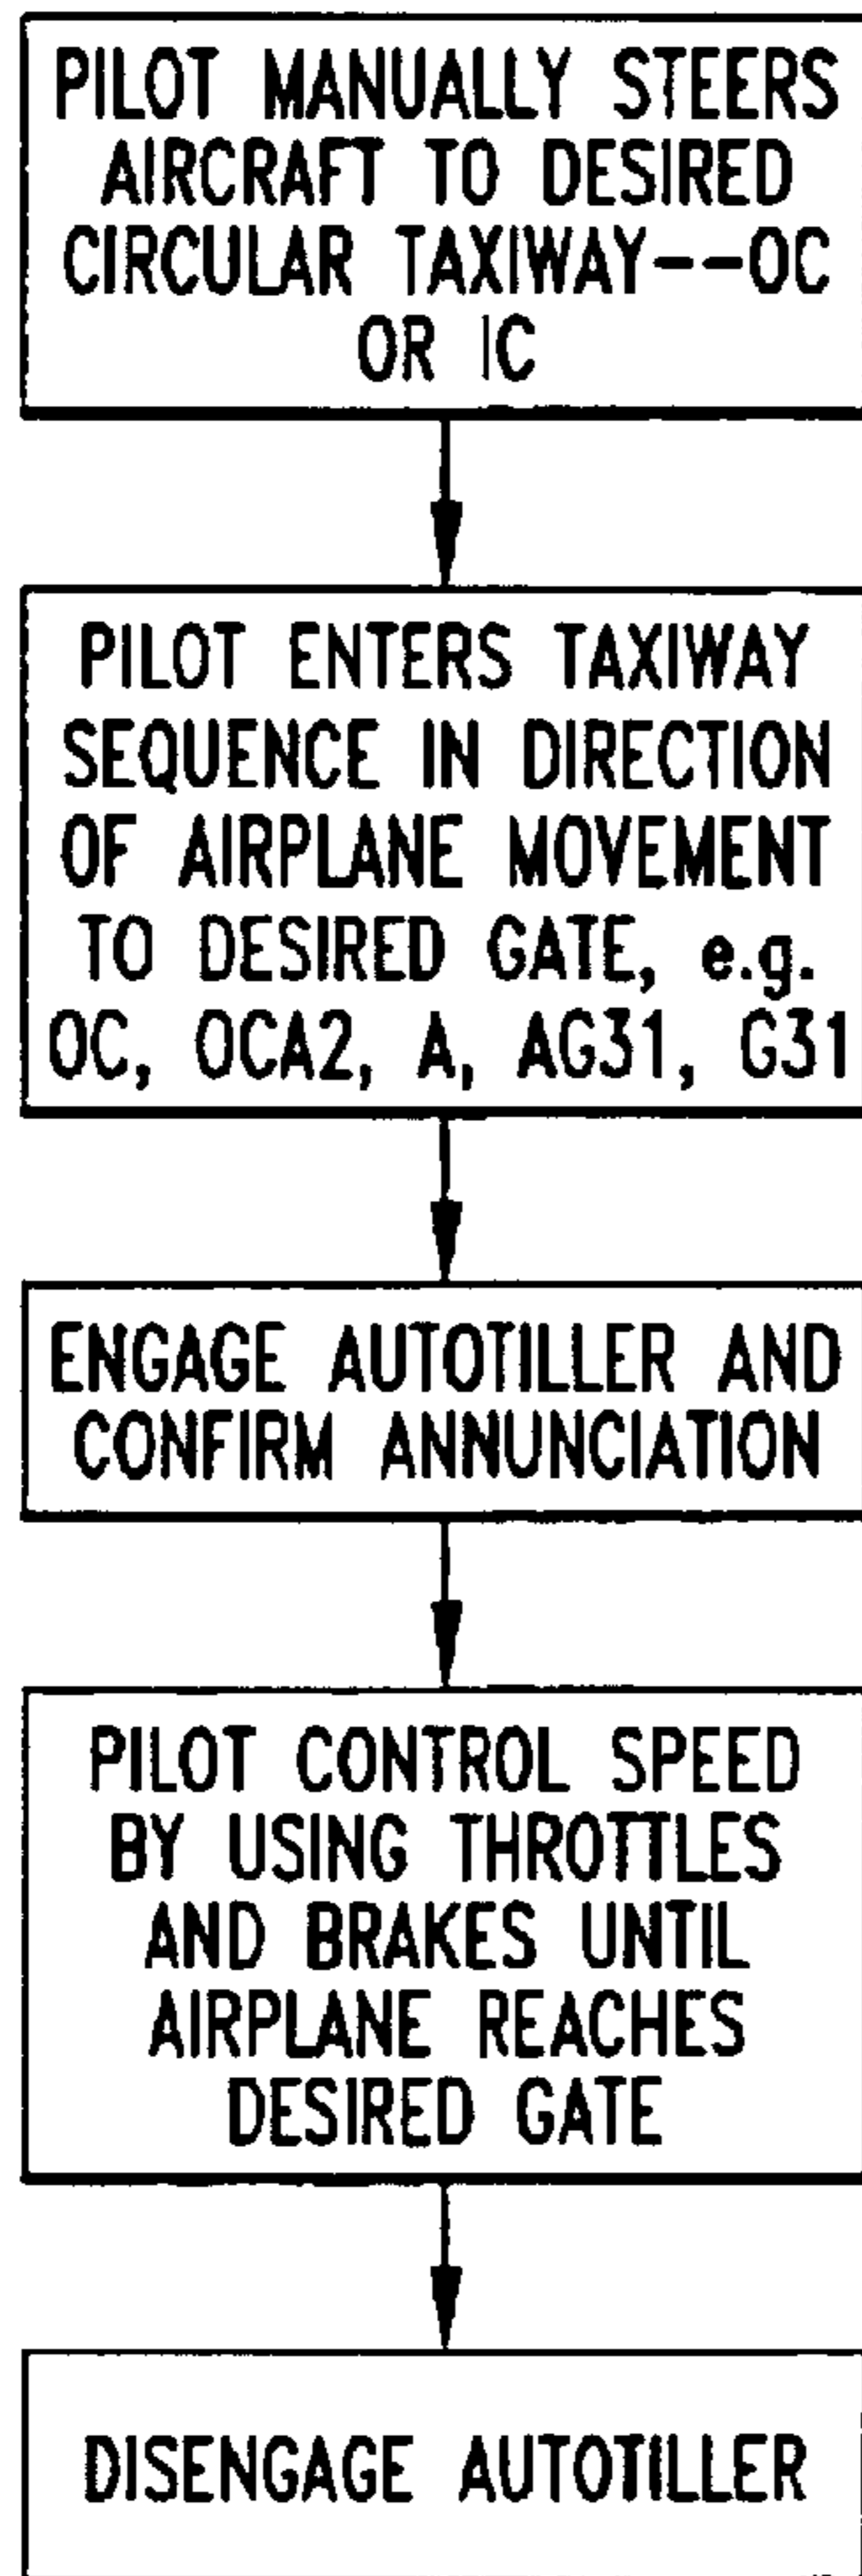 PILOT MANUALLY STEERS
AIRCRAFT TO DESIRED
CIRCULAR TAXIWAY--OC
OR IC
PILOT ENTERS TAXIWAY
SEQUENCE IN DIRECTION
OF AIRPLANE MOVEMENT
TO DESIRED GATE, e.g.
OC, OCA2, A, AG31, G31
ENGAGE AUTOTILLER AND
CONFIRM ANNUNCIATION
PILOT CONTROL SPEED
BY USING THROTTLES
AND BRAKES UNTIL
AIRPLANE REACHES
DESIRED GATE
DISENGAGE AUTOTILLER